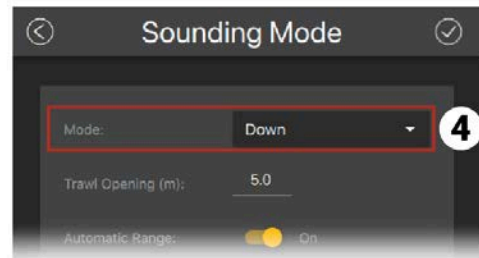 Sounding Mode
Mode: Down 4
Trawl Opening (m): 5.0
Automatic Range: On